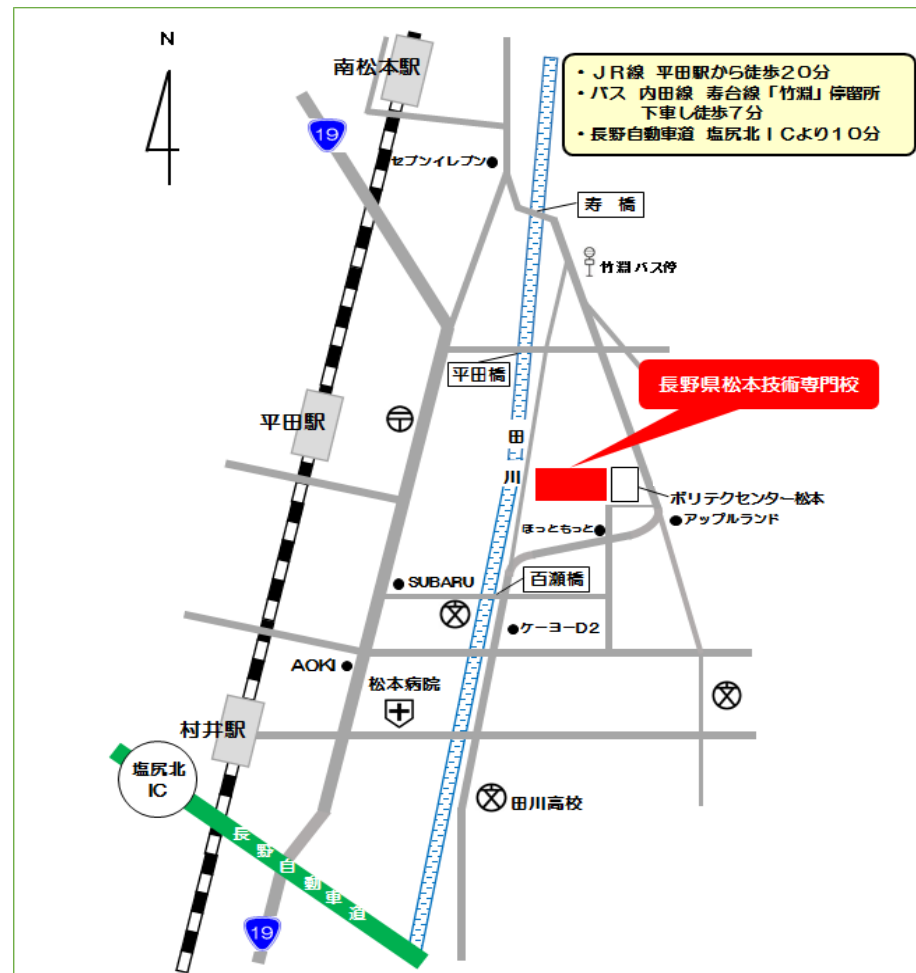 N
南松本駅
19
・ＪＲ線 平田駅から徒歩２０分
・バス 内田線 寿台線「竹淵」停留所
下車し徒歩７分
・長野自動車道 塩尻北ＩＣより１０分
セブンイレブン
寿 橋
竹淵バス停
平田橋
長野県松本技術専門校
平田駅
田
川
ポリテクセンター松本
アップルランド
ほっともっと
SUBARU
百瀬橋
文
ケーヨーD2
AOKI
松本病院
文
村井駅
塩尻北
IC
文
田川高校
長野自動車道
19